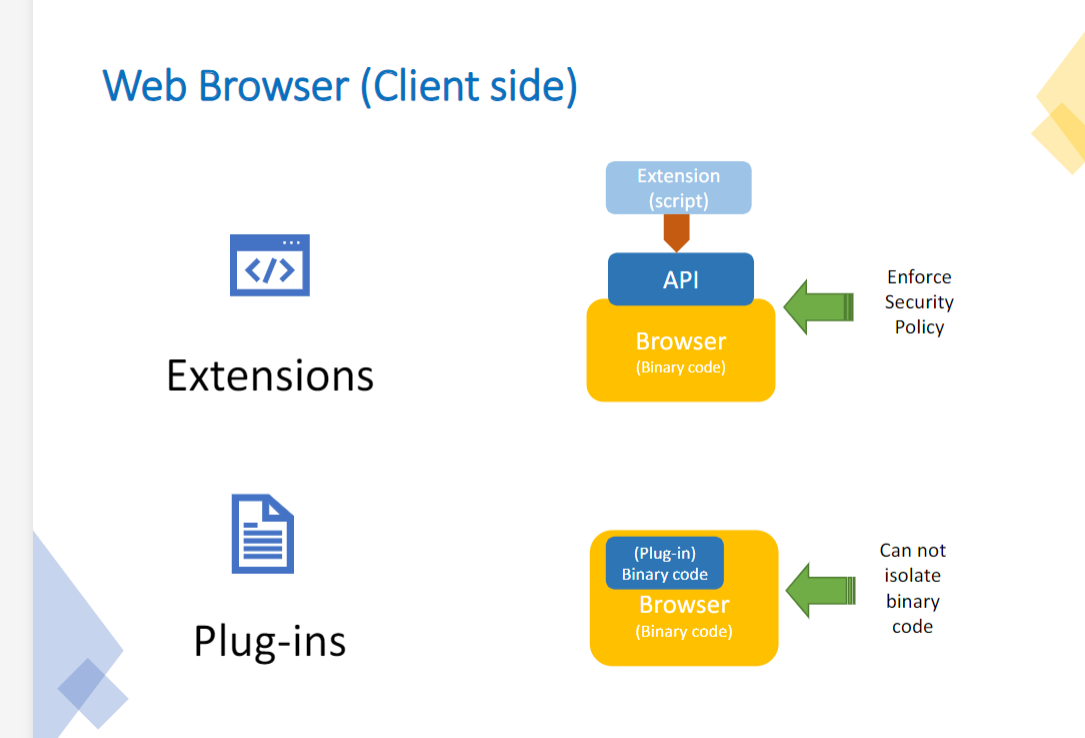 Web Browser (Client side)
Extension
(script)
API
Browser
(Binary code)
Enforce
Security
Policy
</>
Extensions
(Plug-in)
Binary code
Browser
(Binary code)
Can not
isolate
binary
code
Plug-ins